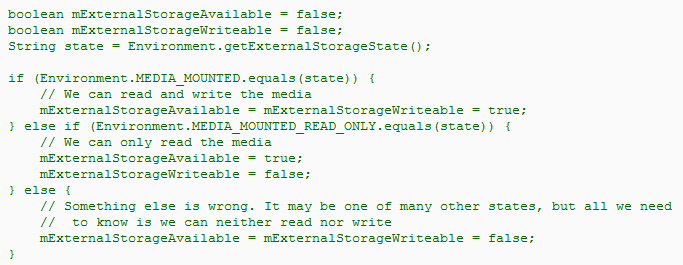 boolean mExternalStorageAvailable = false;
boolean mExternalStorageWriteable = false;
String state = Environment.getExternalStorageState();

if (Environment.MEDIA_MOUNTED.equals(state)) {
    // We can read and write the media
    mExternalStorageAvailable = mExternalStorageWriteable = true;
} else if (Environment.MEDIA_MOUNTED_READ_ONLY.equals(state)) {
    // We can only read the media
    mExternalStorageAvailable = true;
    mExternalStorageWriteable = false;
} else {
    // Something else is wrong. It may be one of many other states, but all we need
    //  to know is we can neither read nor write
    mExternalStorageAvailable = mExternalStorageWriteable = false;
}